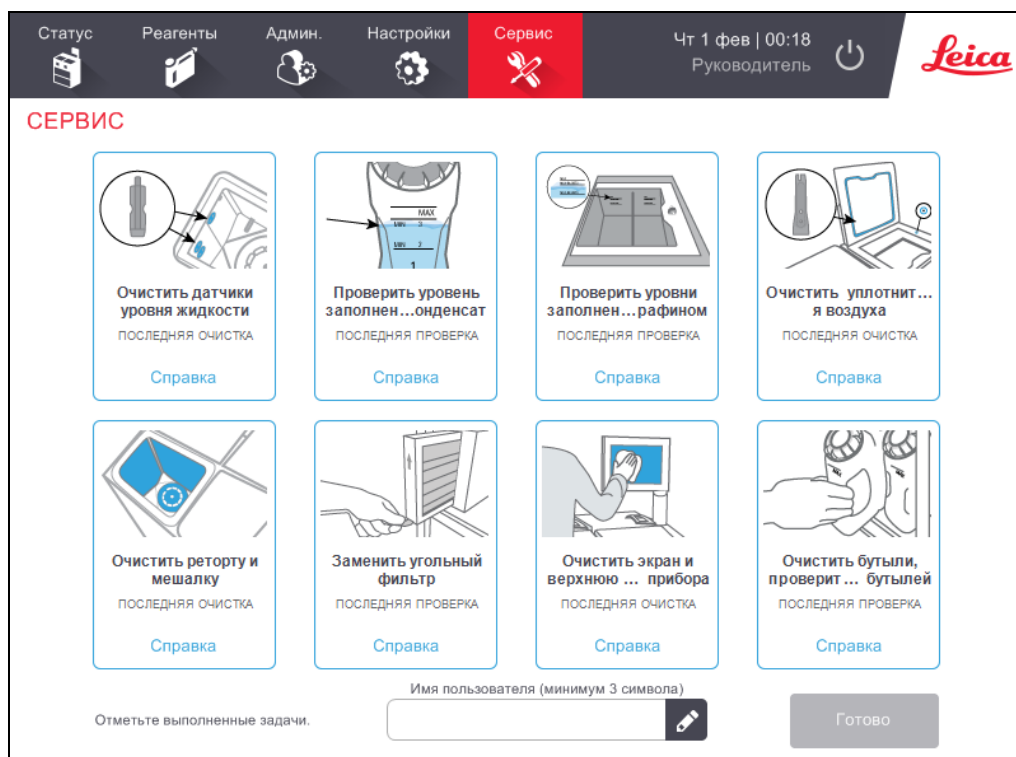 Статус Реагенты Админ. Настройки Сервис Чт 1 фев | 00:18
Руководитель
Leica
СЕРВИС
MAX
MIN 3
MIN 2
1
Очистить датчики
уровня жидкости
ПОСЛЕДНЯЯ ОЧИСТКА
Справка
Проверить уровень
заполнен...онденсат
ПОСЛЕДНЯЯ ПРОВЕРКА
Справка
Проверить уровни
заполнен...рафином
ПОСЛЕДНЯЯ ПРОВЕРКА
Справка
Очистить уплотнит...
я воздуха
ПОСЛЕДНЯЯ ОЧИСТКА
Справка
Очистить реторту и
мешалку
ПОСЛЕДНЯЯ ОЧИСТКА
Справка
Заменить угольный
фильтр
ПОСЛЕДНЯЯ ПРОВЕРКА
Справка
Очистить экран и
верхнюю ... прибора
ПОСЛЕДНЯЯ ОЧИСТКА
Справка
Очистить бутыли,
проверит ... бутылей
ПОСЛЕДНЯЯ ПРОВЕРКА
Справка
Имя пользователя (минимум 3 символа)
Отметьте выполненные задачи.
Готово